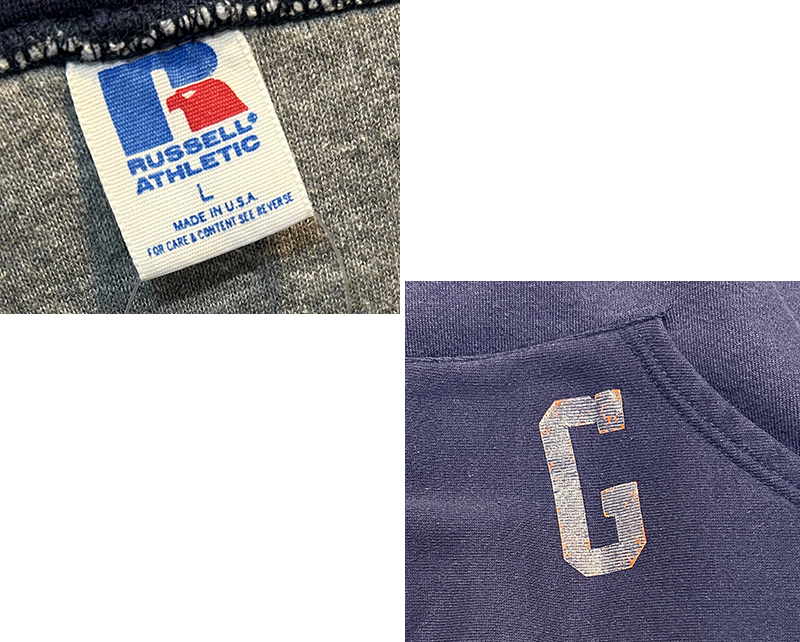 R
RUSSELL®
ATHLETIC
L
MADE IN U.S.A.
FOR CARE & CONTENT SEE REVERSE
G